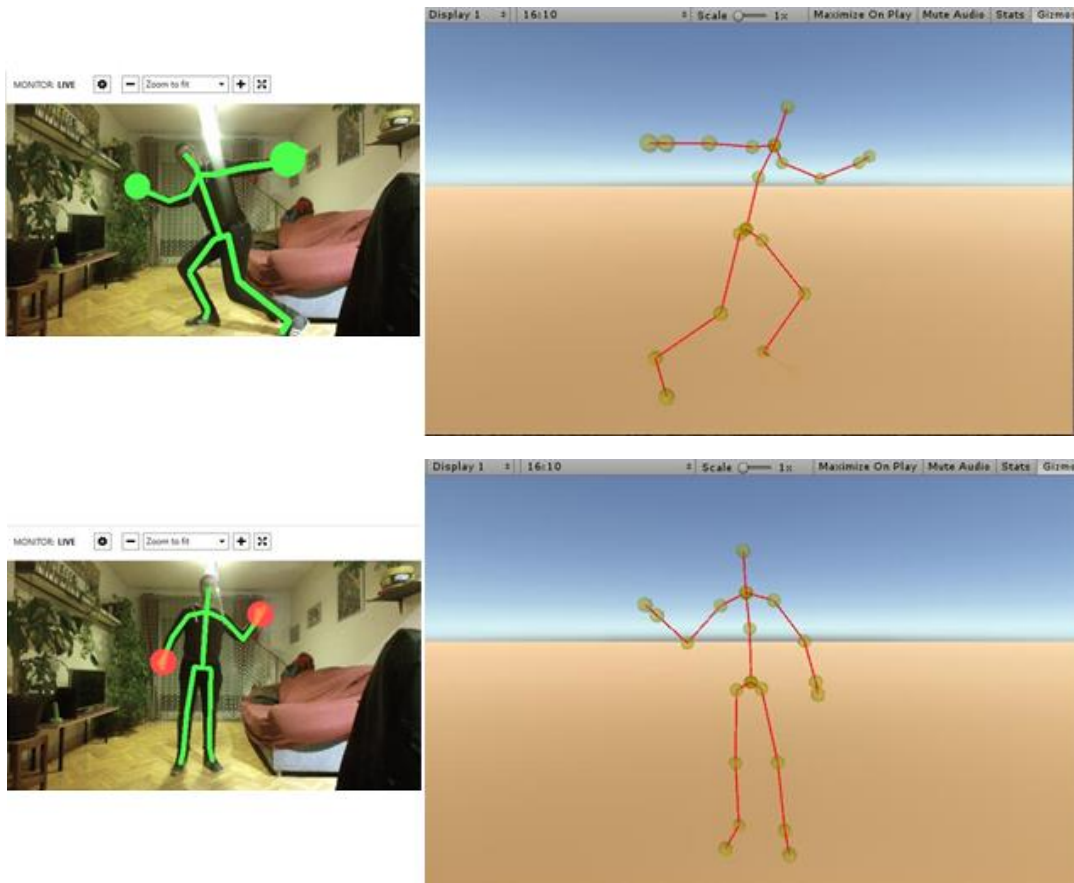 Display 1 16:10 Scale 1x Maximize On Play Mute Audio Stats Gizmos
MONITOR: LIVE Zoom to fit
Display 1 16:10 Scale 1x Maximize On Play Mute Audio Stats Gizmo
MONITOR: LIVE Zoom to fit